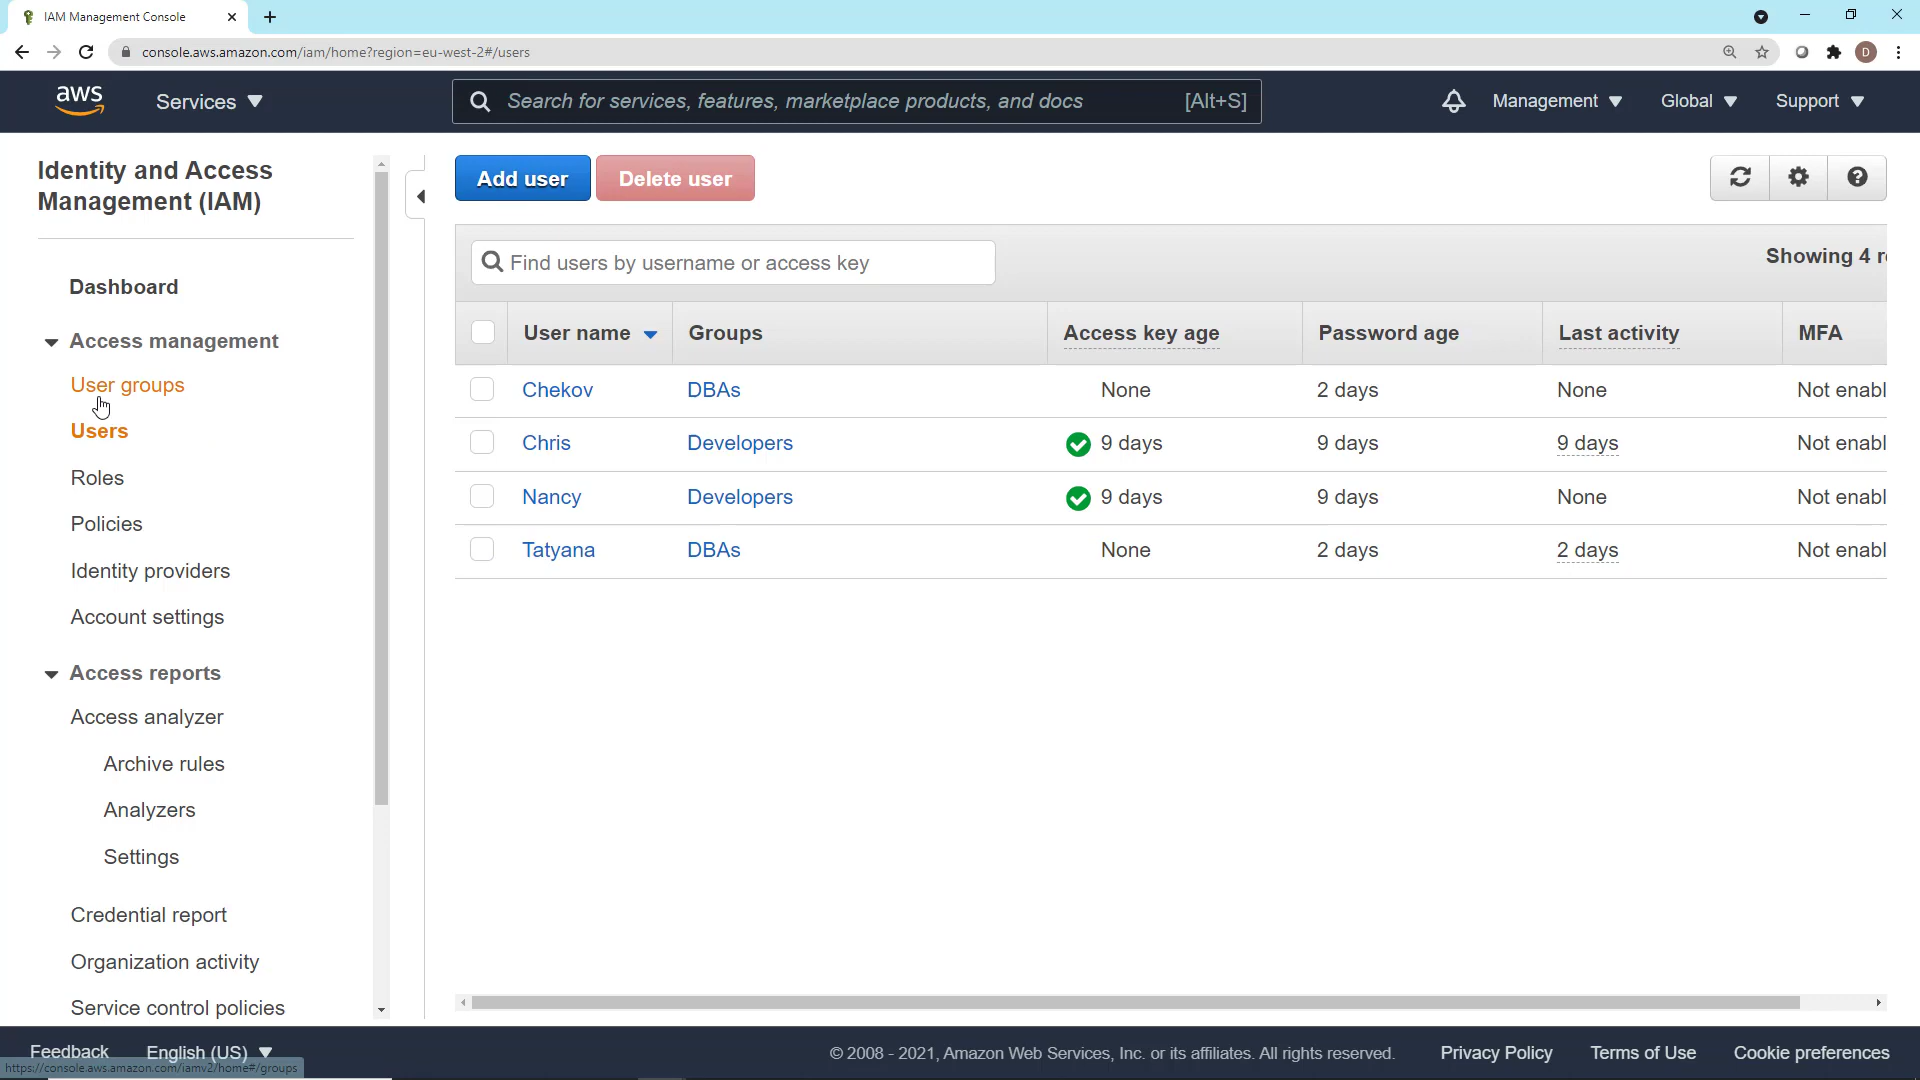 IAM Management Console
console.aws.amazon.com/iam/home?region=eu-west-2#/users
D
aws
Services
Search for services, features, marketplace products, and docs [Alt+S]
Management
Global
Support
Identity and Access
Management (IAM)
Dashboard
Access management
User groups
Users
Roles
Policies
Identity providers
Account settings
Access reports
Access analyzer
Archive rules
Analyzers
Settings
Credential report
Organization activity
Service control policies
Add user
Delete user
Find users by username or access key
Showing 4 r
User name Groups Access key age Password age Last activity MFA
Chekov DBAs None 2 days None Not enabl
Chris Developers 9 days 9 days 9 days Not enabl
Nancy Developers 9 days 9 days None Not enabl
Tatyana DBAs None 2 days 2 days Not enabl
Feedback English (US) © 2008 - 2021, Amazon Web Services, Inc. or its affiliates. All rights reserved. Privacy Policy Terms of Use Cookie preferences
https://console.aws.amazon.com/iamv2/home#/groups